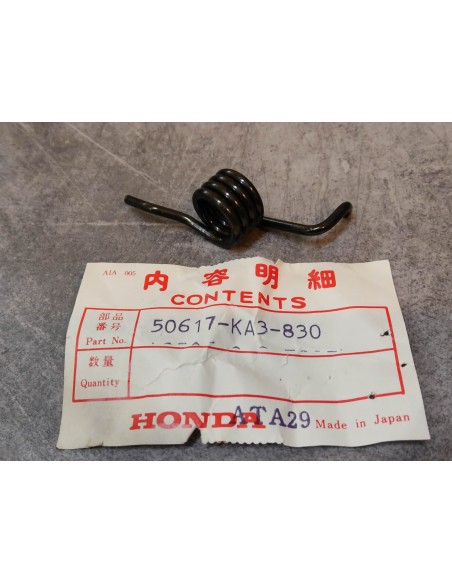 AIA 005
内容明細
CONTENTS
部品
番号
Part No.
50617-KA3-830
数量
Quantity
HONDA
ATA29
Made in Japan